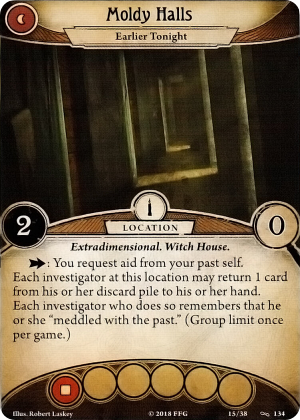 Moldy Halls
Earlier Tonight
2
LOCATION
0
Extradimensional. Witch House.
: You request aid from your past self.
Each investigator at this location may return 1 card
from his or her discard pile to his or her hand.
Each investigator who does so remembers that he
or she “meddled with the past.” (Group limit once
per game.)
Illus. Robert Laskey
© 2018 FFG
15/38
134